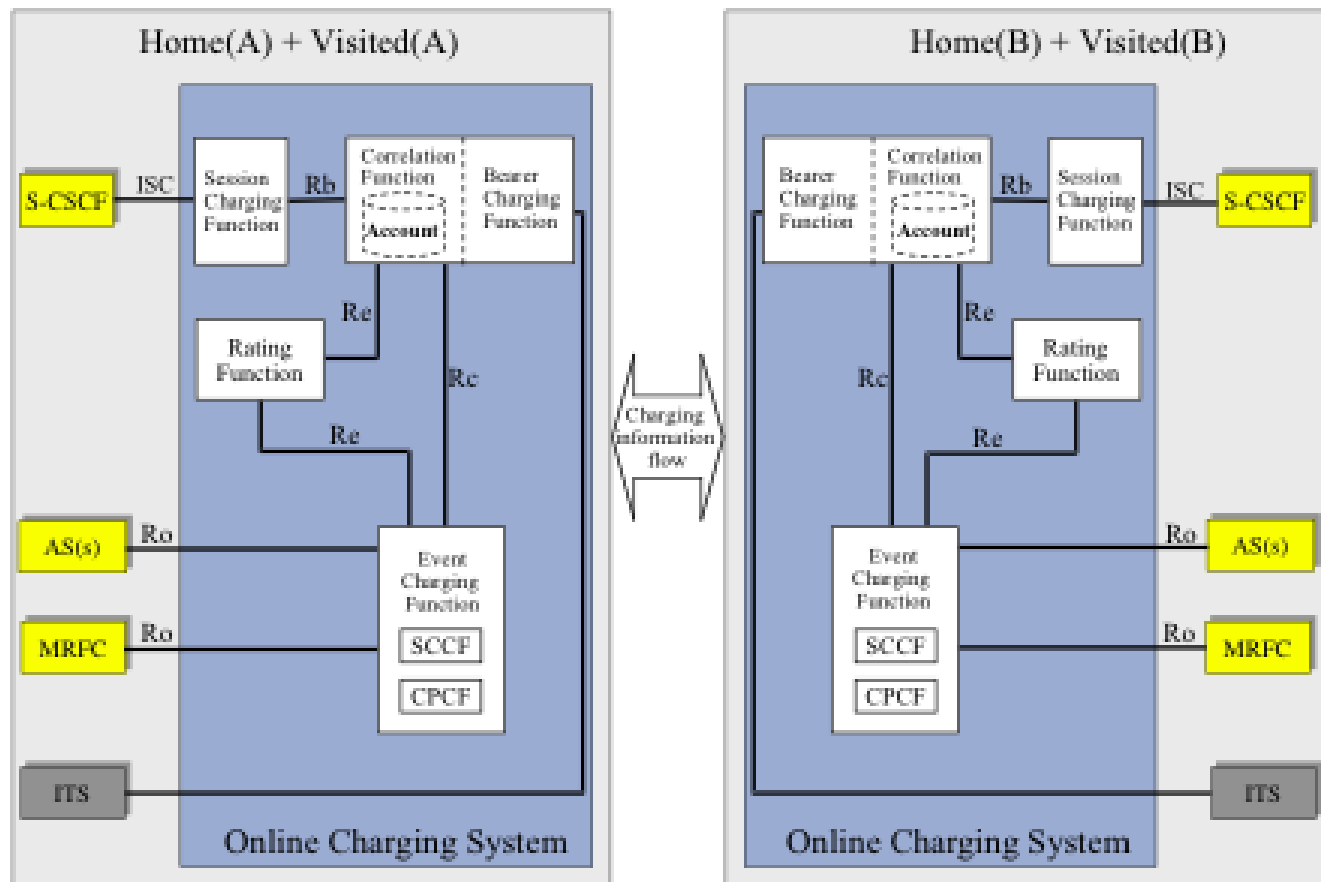 Home(A) + Visited(A)
S-CSCF
ISC
Session
Charging
Function
Rb
Correlation
Function
Account
Bearer
Charging
Function
Re
Rating
Function
Rc
Re
AS(s)
Ro
Event
Charging
Function
SCCF
CPCF
MRFC
Ro
ITS
Online Charging System
Charging
information
flow
Home(B) + Visited(B)
Bearer
Charging
Function
Correlation
Function
Account
Rb
Session
Charging
Function
ISC
S-CSCF
Re
Rating
Function
Rc
Re
Event
Charging
Function
SCCF
CPCF
Ro
AS(s)
Ro
MRFC
ITS
Online Charging System